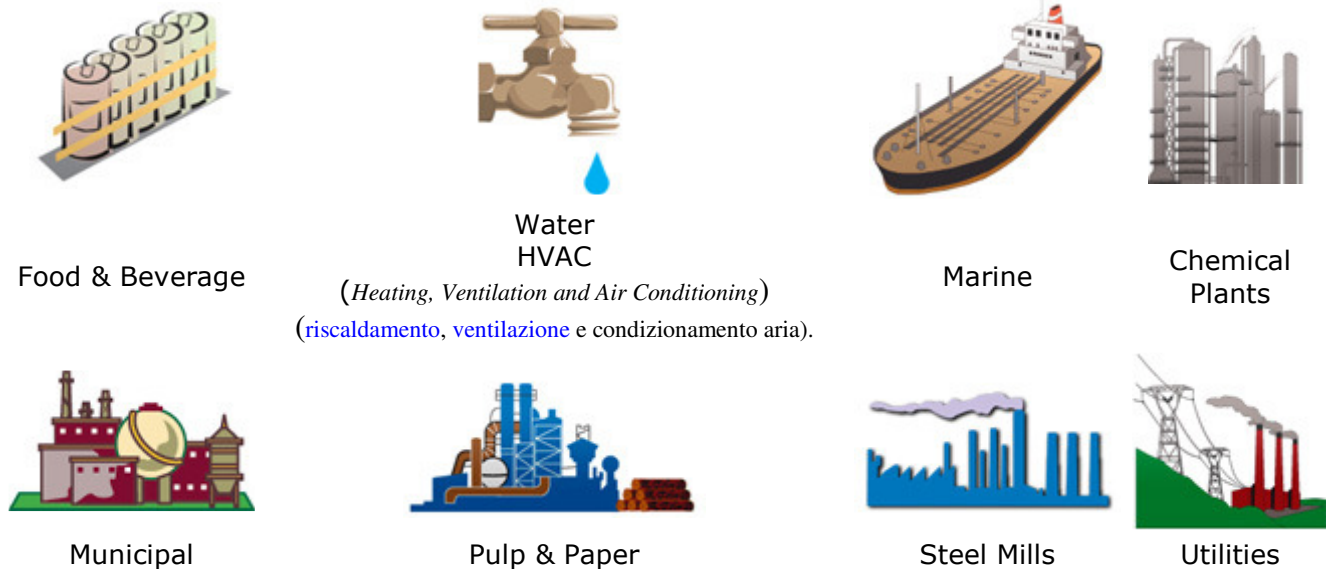 Food & Beverage
Water
HVAC
(Heating, Ventilation and Air Conditioning)
(riscaldamento, ventilazione e condizionamento aria).
Marine
Chemical
Plants
Municipal
Pulp & Paper
Steel Mills
Utilities